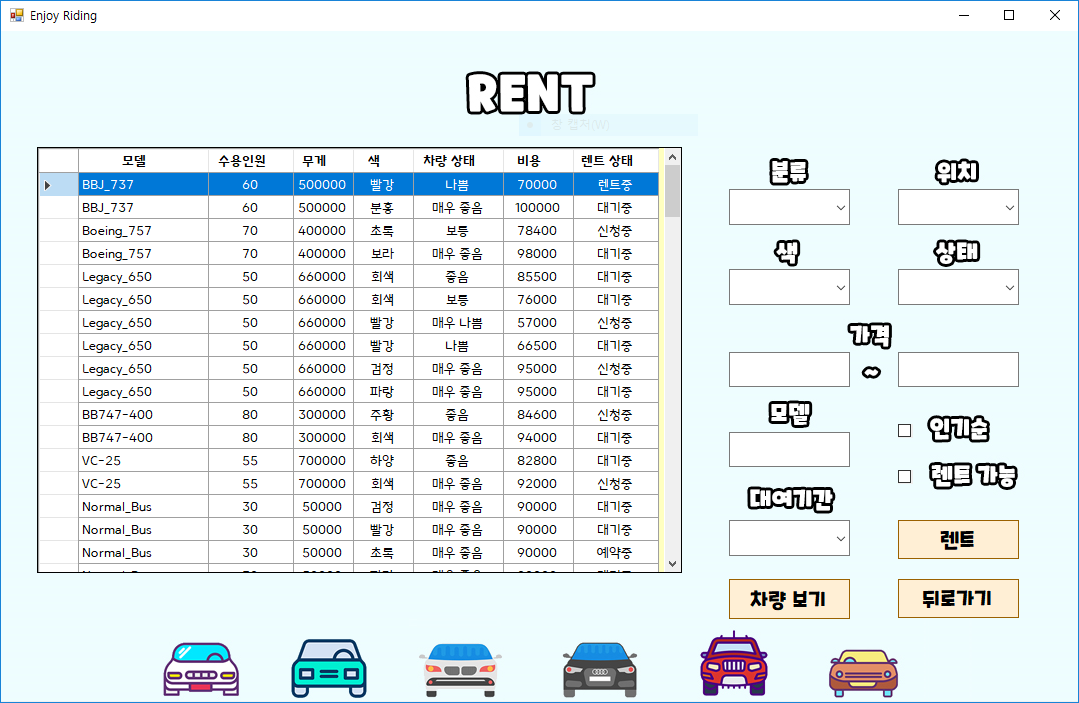 Enjoy Riding
RENT
창 캡처(W)
모델 수용인원 무게 색 차량 상태 비용 렌트 상태
BBJ_737 60 500000 빨강 나쁨 70000 렌트중
BBJ_737 60 500000 분홍 매우 좋음 100000 대기중
Boeing_757 70 400000 초록 보통 78400 신청중
Boeing_757 70 400000 보라 매우 좋음 98000 대기중
Legacy_650 50 660000 회색 좋음 85500 대기중
Legacy_650 50 660000 회색 보통 76000 대기중
Legacy_650 50 660000 빨강 매우 나쁨 57000 신청중
Legacy_650 50 660000 빨강 나쁨 66500 대기중
Legacy_650 50 660000 검정 매우 좋음 95000 신청중
Legacy_650 50 660000 파랑 매우 좋음 95000 대기중
BB747-400 80 300000 주황 좋음 84600 신청중
BB747-400 80 300000 회색 매우 좋음 94000 대기중
VC-25 55 700000 하양 좋음 82800 대기중
VC-25 55 700000 회색 매우 좋음 92000 신청중
Normal_Bus 30 50000 검정 매우 좋음 90000 대기중
Normal_Bus 30 50000 빨강 매우 좋음 90000 대기중
Normal_Bus 30 50000 초록 매우 좋음 90000 예약중
분류 위치
색 상태
가격
~
모델
인기순
렌트 가능
대여기간
렌트
차량 보기 뒤로가기